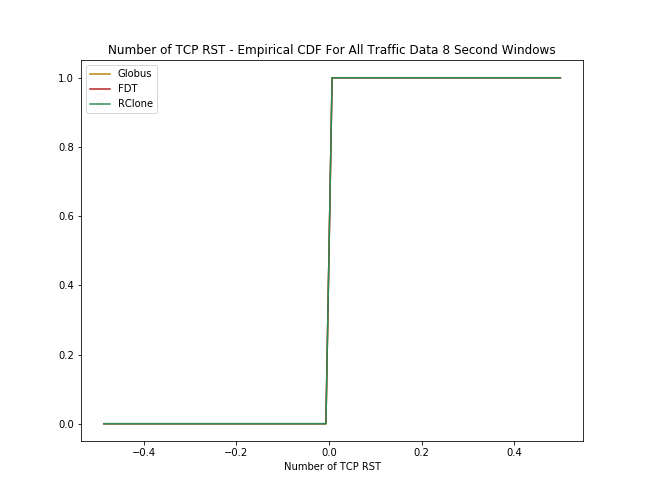 Number of TCP RST - Empirical CDF For All Traffic Data 8 Second Windows
Globus
FDT
RClone
1.0
0.8
0.6
0.4
0.2
0.0
−0.4 −0.2 0.0 0.2 0.4
Number of TCP RST